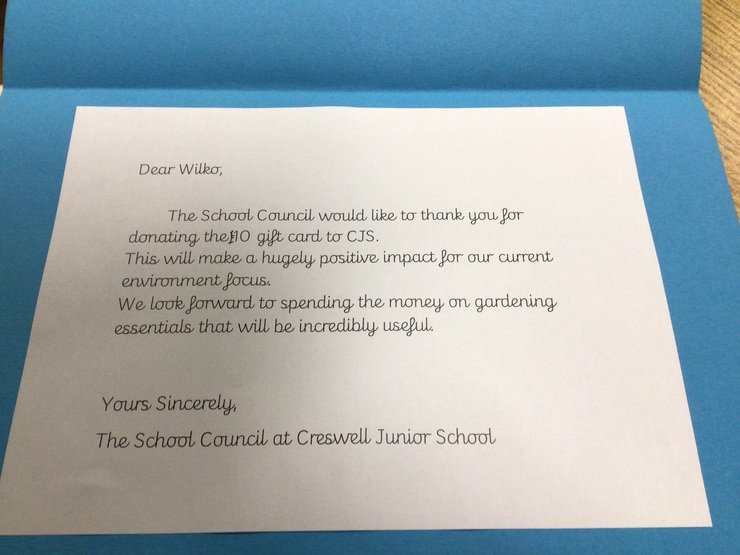 Dear Wilko,
The School Council would like to thank you for
donating the £10 gift card to CJS.
This will make a hugely positive impact for our current
environment focus.
We look forward to spending the money on gardening
essentials that will be incredibly useful.
Yours Sincerely,
The School Council at Creswell Junior School